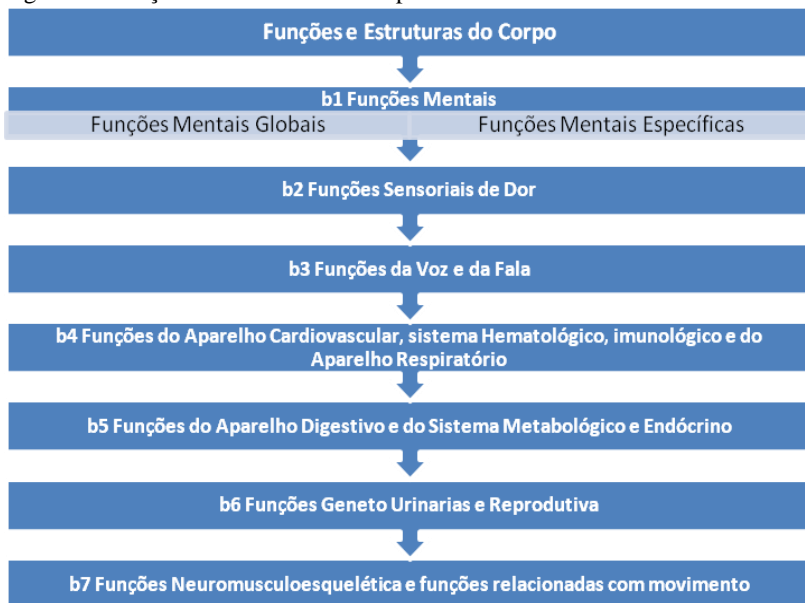 Funções e Estruturas do Corpo
b1 Funções Mentais
Funções Mentais Globais
Funções Mentais Específicas
b2 Funções Sensoriais de Dor
b3 Funções da Voz e da Fala
b4 Funções do Aparelho Cardiovascular, sistema Hematológico, imunológico e do
Aparelho Respiratório
b5 Funções do Aparelho Digestivo e do Sistema Metabológico e Endócrino
b6 Funções Geneto Urinarias e Reprodutiva
b7 Funções Neuromusculoesquelética e funções relacionadas com movimento